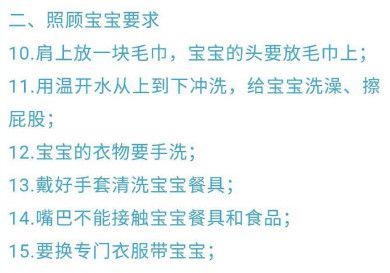 二、照顾宝宝要求
10.肩上放一块毛巾，宝宝的头要放毛巾上；
11.用温开水从上到下冲洗，给宝宝洗澡、擦
屁股；
12.宝宝的衣物要手洗；
13.戴好手套清洗宝宝餐具；
14.嘴巴不能接触宝宝餐具和食品；
15.要换专门衣服带宝宝；